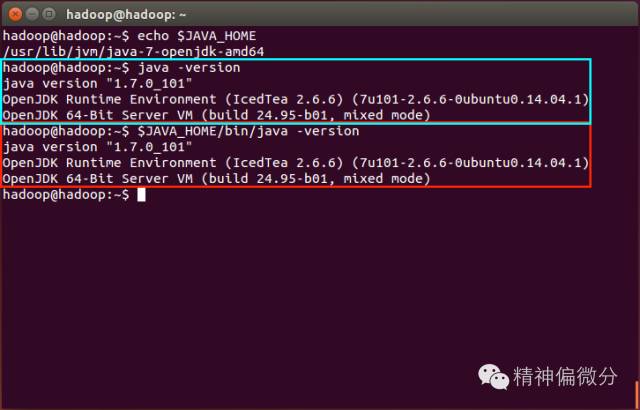 hadoop@hadoop: ~
hadoop@hadoop:~$ echo $JAVA_HOME
/usr/lib/jvm/java-7-openjdk-amd64
hadoop@hadoop:~$ java -version
java version "1.7.0_101"
OpenJDK Runtime Environment (IcedTea 2.6.6) (7u101-2.6.6-0ubuntu0.14.04.1)
OpenJDK 64-Bit Server VM (build 24.95-b01, mixed mode)
hadoop@hadoop:~$ $JAVA_HOME/bin/java -version
java version "1.7.0_101"
OpenJDK Runtime Environment (IcedTea 2.6.6) (7u101-2.6.6-0ubuntu0.14.04.1)
OpenJDK 64-Bit Server VM (build 24.95-b01, mixed mode)
hadoop@hadoop:~$
精神偏微分